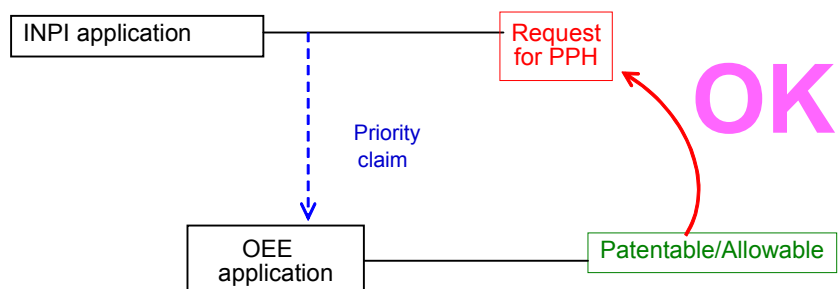 INPI application
Request
for PPH
OK
Priority
claim
OEE
application
Patentable/Allowable